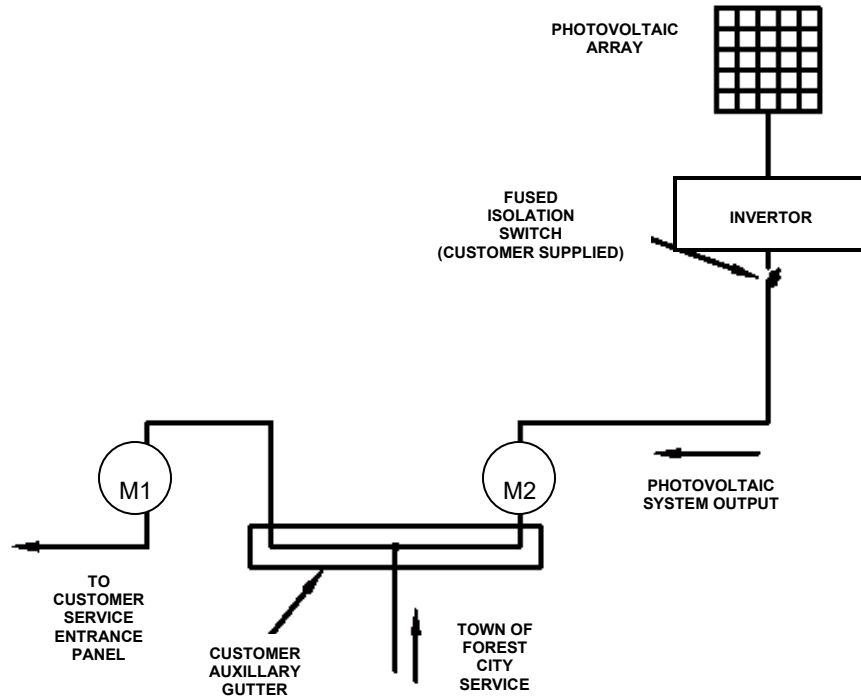 PHOTOVOLTAIC
ARRAY
FUSED
ISOLATION
SWITCH
(CUSTOMER SUPPLIED)
INVERTOR
M1
M2
PHOTOVOLTAIC
SYSTEM OUTPUT
TO
CUSTOMER
SERVICE
ENTRANCE
PANEL
CUSTOMER
AUXILLARY
GUTTER
TOWN OF
FOREST
CITY
SERVICE